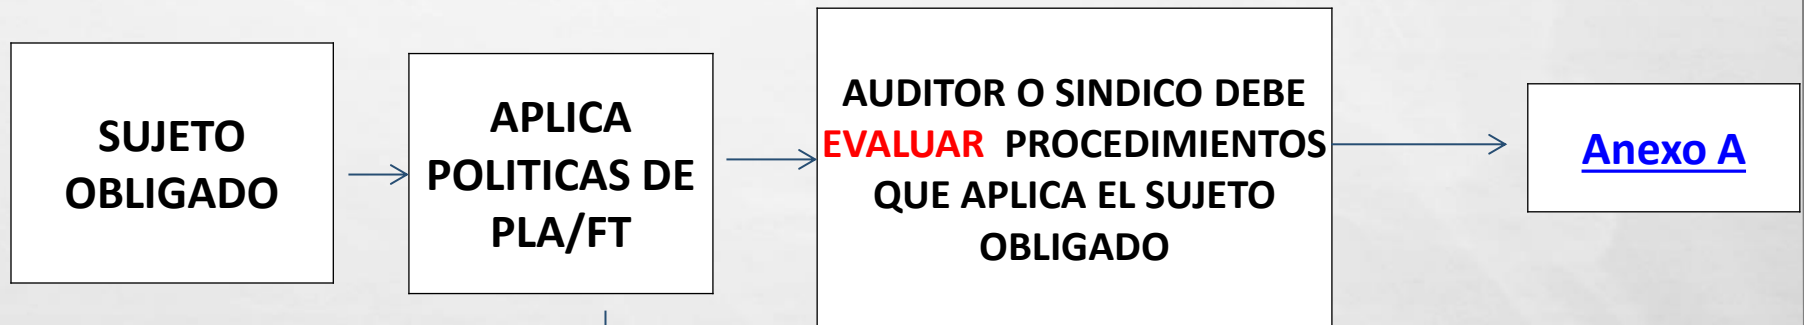 SUJETO
OBLIGADO
APLICA
POLITICAS DE
PLA/FT
AUDITOR O SINDICO DEBE
EVALUAR PROCEDIMIENTOS
QUE APLICA EL SUJETO
OBLIGADO
Anexo A